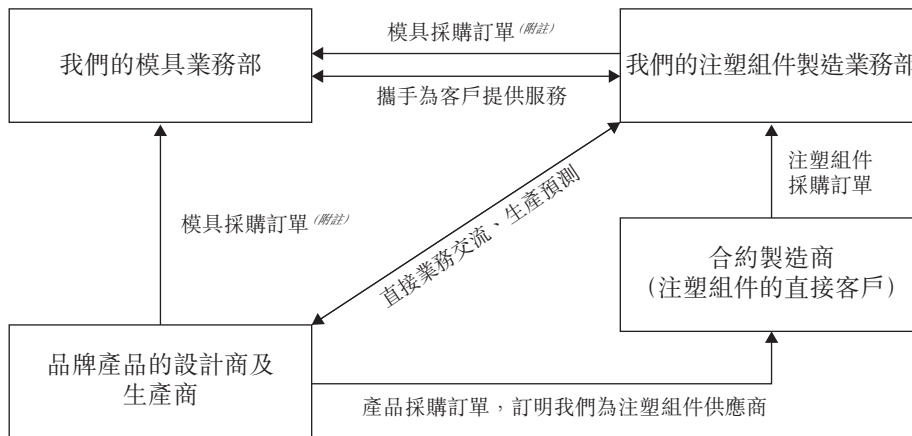 模具採購訂單(附註)
我們的模具業務部
我們的注塑組件製造業務部
攜手為客戶提供服務
注塑組件
採購訂單
直接業務交流、生產預測
模具採購訂單(附註)
合約製造商
(注塑組件的直接客戶)
品牌產品的設計商及
生產商
產品採購訂單,訂明我們為注塑組件供應商